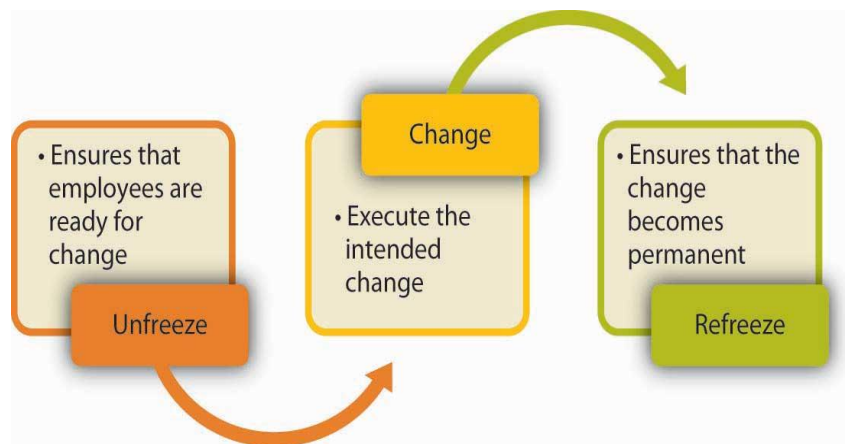 • Ensures that
employees are
ready for
change
Unfreeze
Change
• Execute the
intended
change
• Ensures that the
change
becomes
permanent
Refreeze